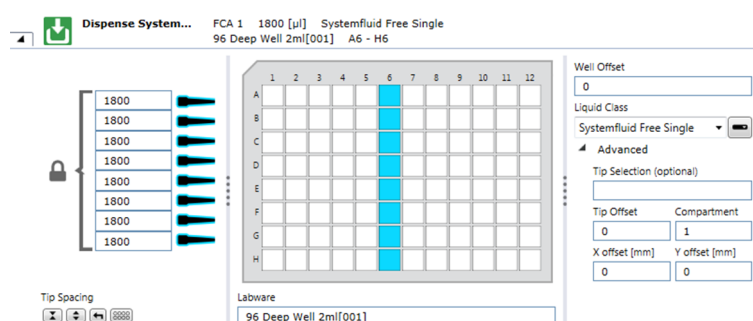 Dispense System... FCA 1 1800 [µl] Systemfluid Free Single
96 Deep Well 2ml[001] A6 - H6
1800
1800
1800
1800
1800
1800
1800
1800
Tip Spacing
1 2 3 4 5 6 7 8 9 10 11 12
A
B
C
D
E
F
G
H
Labware
96 Deep Well 2ml[001]
Well Offset
0
Liquid Class
Systemfluid Free Single
Advanced
Tip Selection (optional)
Tip Offset Compartment
0 1
X offset [mm] Y offset [mm]
0 0